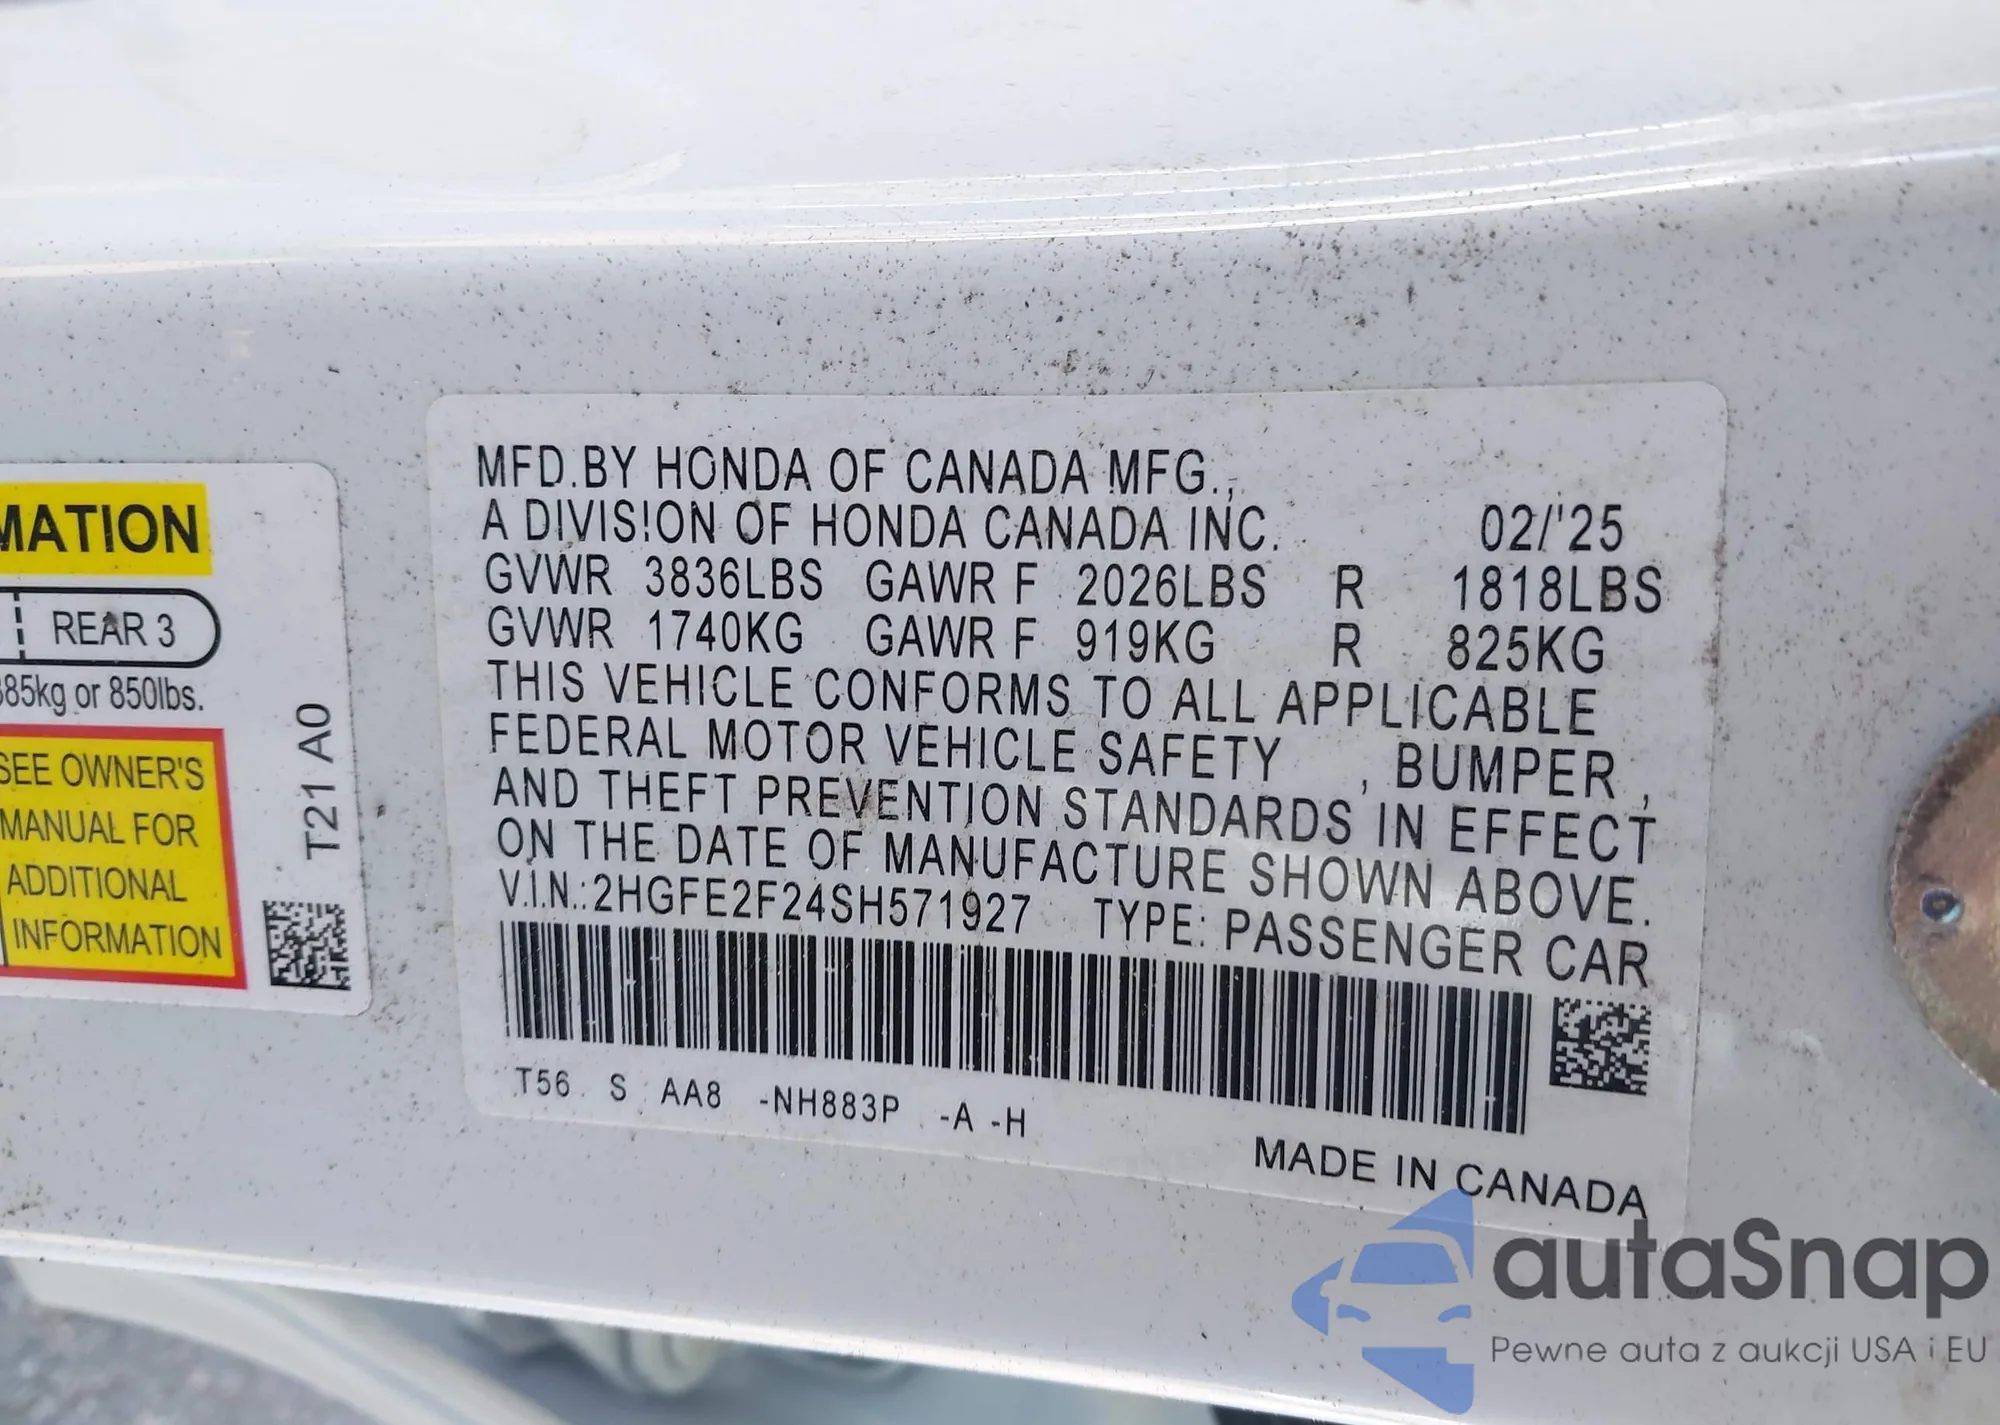 MATION
REAR 3
385kg or 850lbs.
SEE OWNER'S
MANUAL FOR
ADDITIONAL
INFORMATION
T21 A0
MFD.BY HONDA OF CANADA MFG.,
A DIVISION OF HONDA CANADA INC. 02/'25
GVWR 3836LBS GAWR F 2026LBS R 1818LBS
GVWR 1740KG GAWR F 919KG R 825KG
THIS VEHICLE CONFORMS TO ALL APPLICABLE
FEDERAL MOTOR VEHICLE SAFETY , BUMPER ,
AND THEFT PREVENTION STANDARDS IN EFFECT
ON THE DATE OF MANUFACTURE SHOWN ABOVE.
V.I.N.:2HGFE2F24SH571927 TYPE: PASSENGER CAR
T56 S AA8 -NH883P -A -H
MADE IN CANADA
autaSnap
Pewne auta z aukcji USA i EU